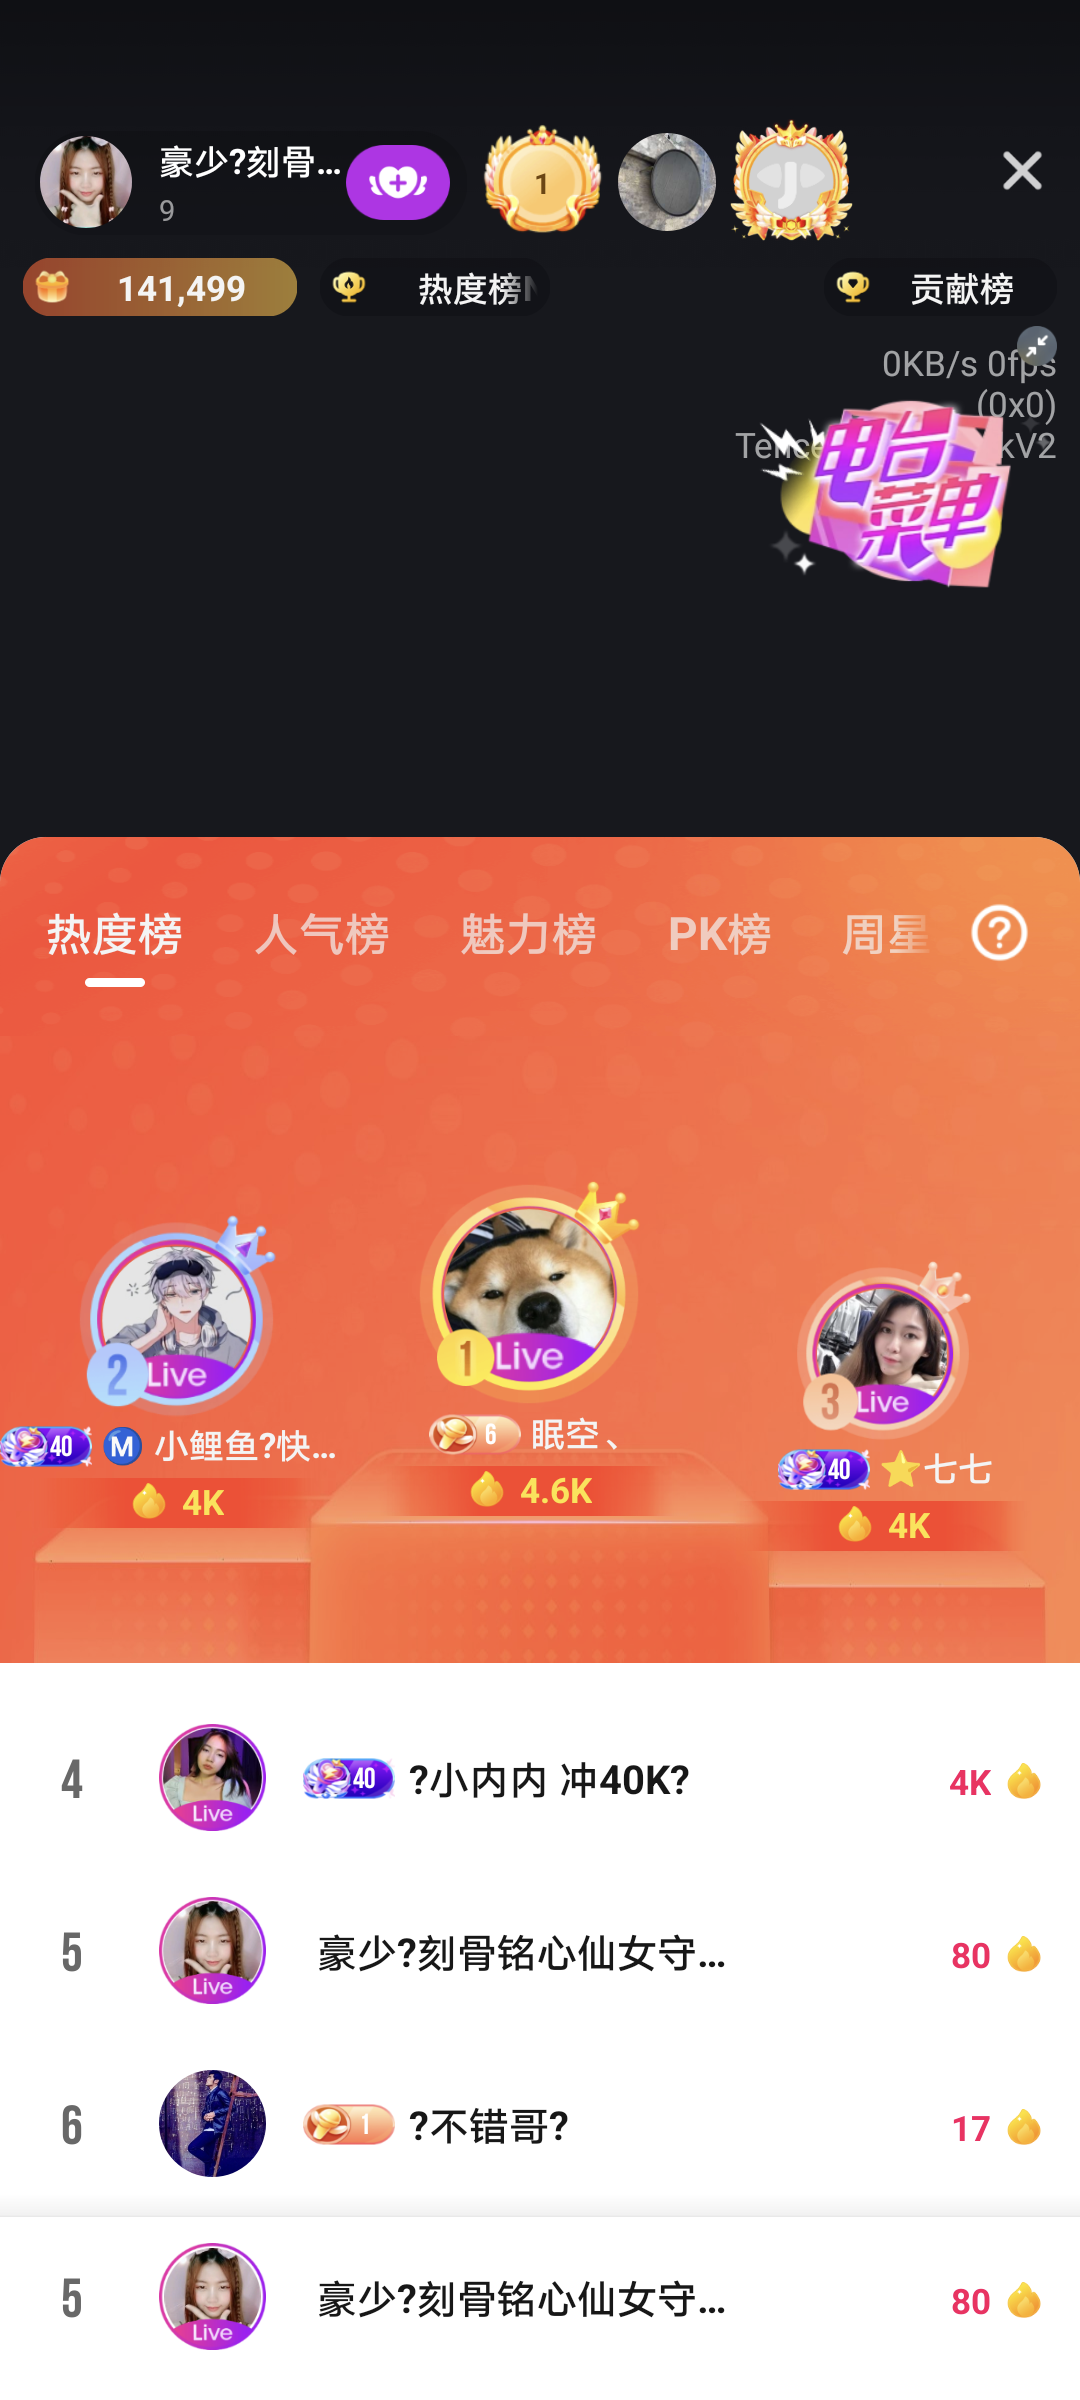 豪少?刻骨...
9
1
141,499
热度榜
贡献榜
0KB/s 0fps
(0x0)
kV2
电台
菜单
热度榜 人气榜 魅力榜 PK榜 周星
1 Live
2 Live
3 Live
6 眠空、
4.6K
40 M 小鲤鱼?快...
4K
40 七七
4K
4 Live 40 ?小内内 冲40K? 4K
5 Live 豪少?刻骨铭心仙女守... 80
6 1 ?不错哥? 17
5 Live 豪少?刻骨铭心仙女守... 80